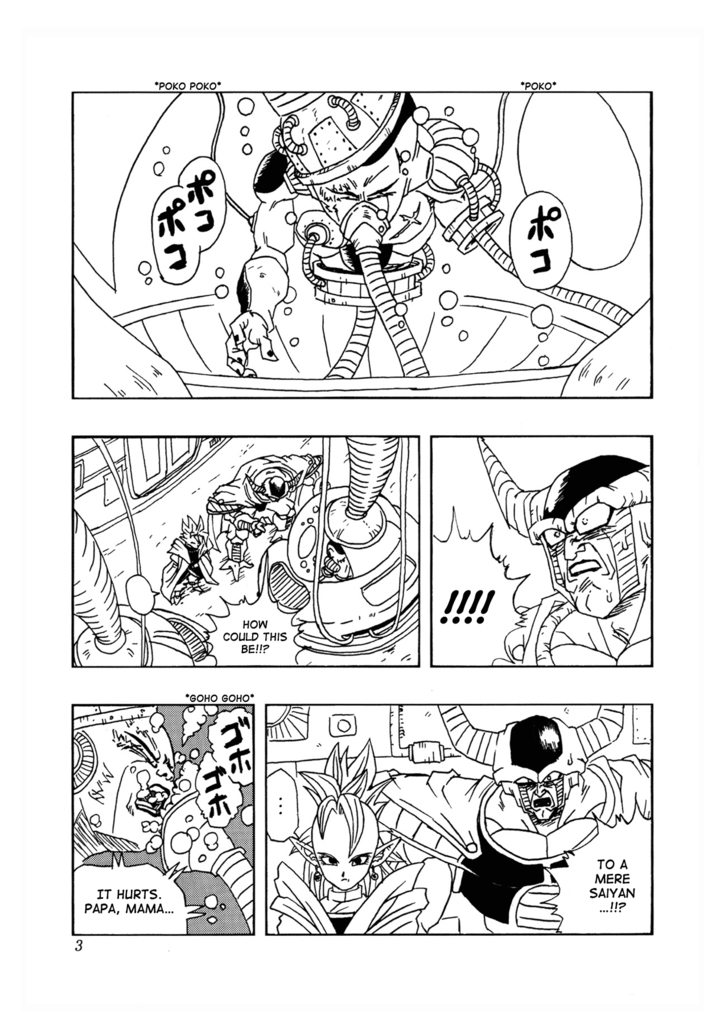 *POKO POKO*
*POKO*
ポコ
ポコ
ポコ
HOW
COULD THIS
BE!!?
!!!!
*GOHO GOHO*
ゴホ
ゴホ
IT HURTS.
PAPA, MAMA...
...
TO A
MERE
SAIYAN
...!!?
3